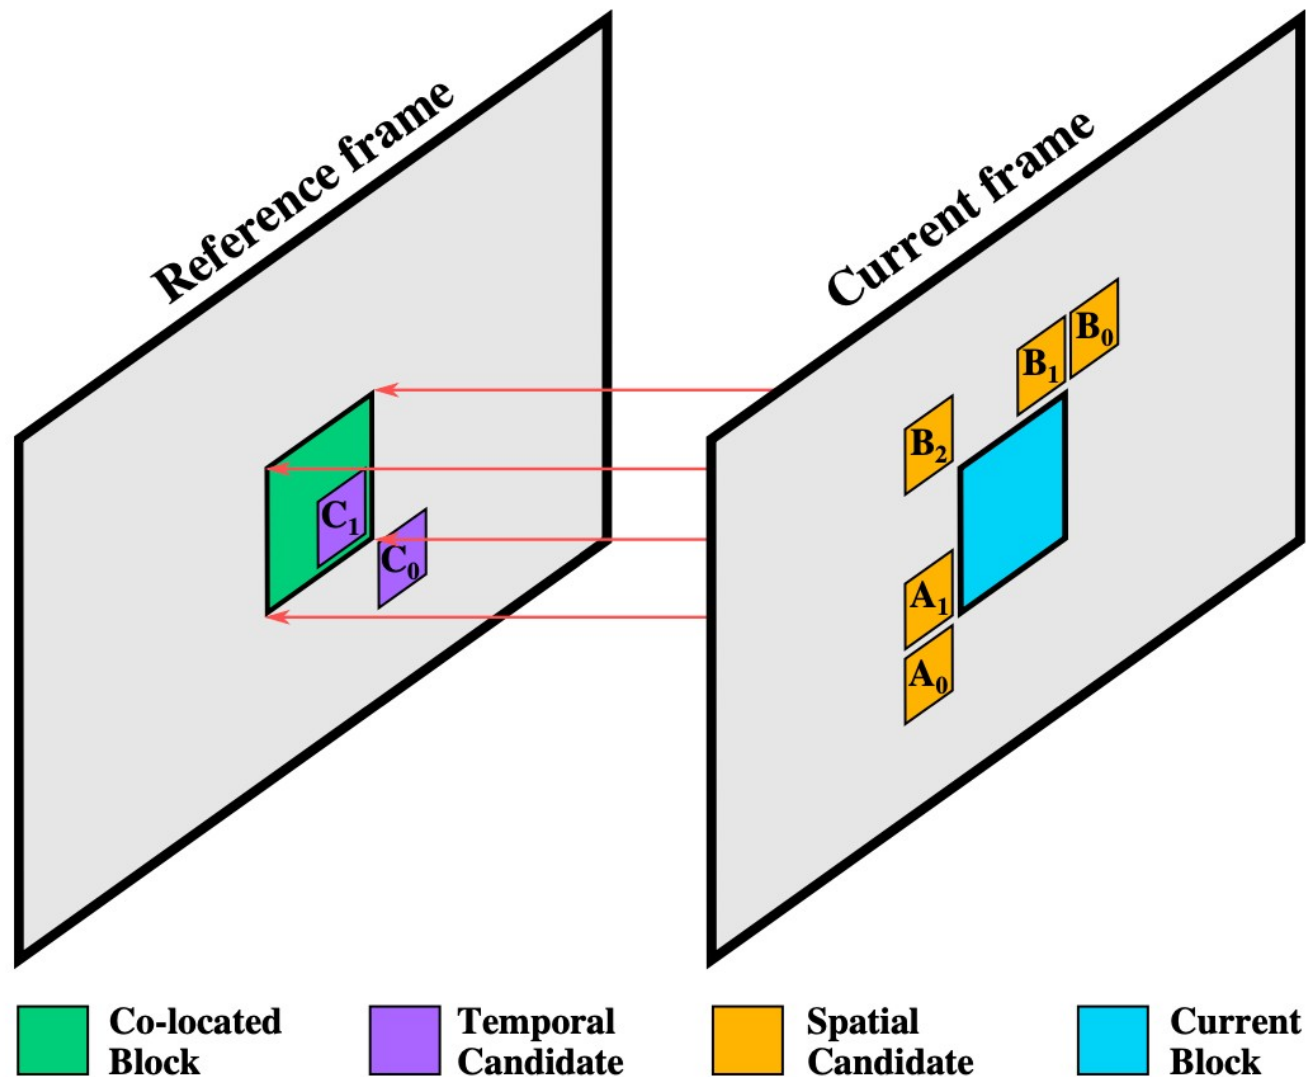 Reference frame
Current frame
B₀
B₁
B₂
C₁
C₀
A₁
A₀
Co-located
Block
Temporal
Candidate
Spatial
Candidate
Current
Block